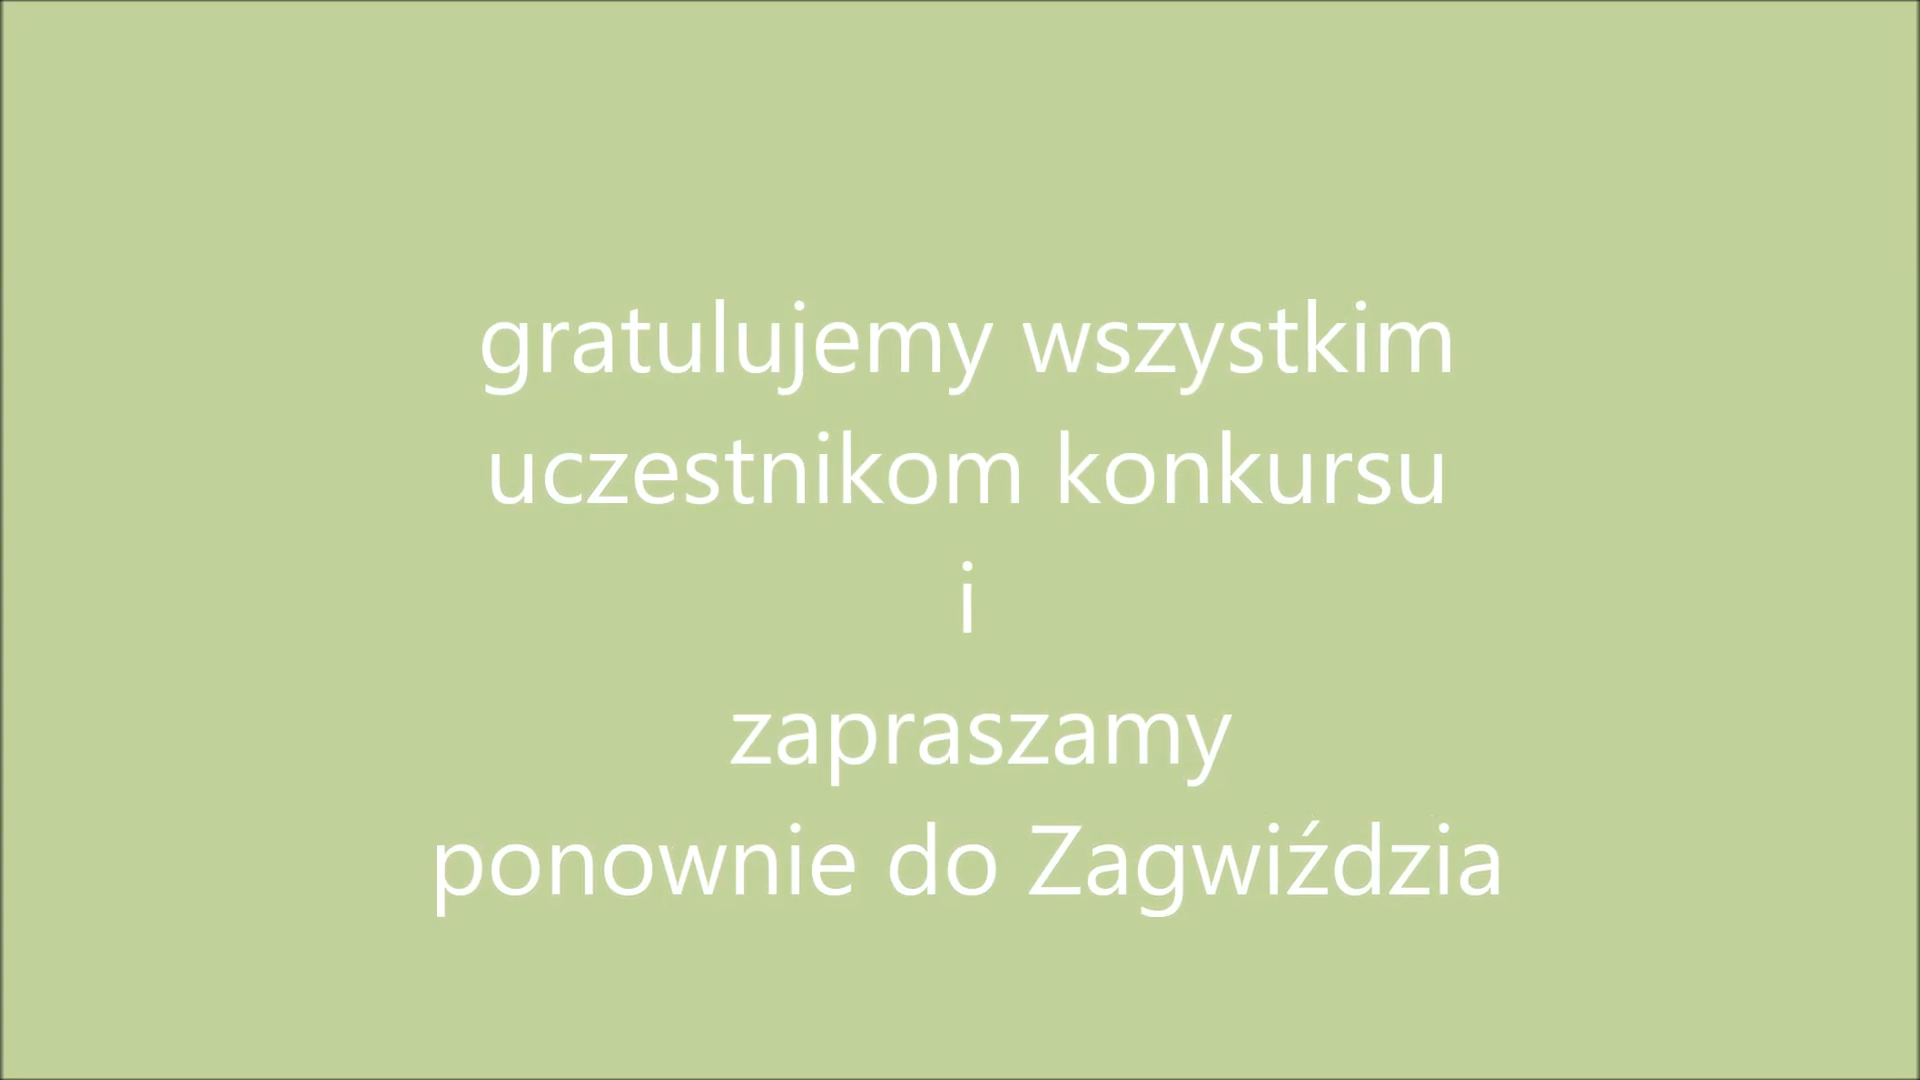 gratulujemy wszystkim
uczestnikom konkursu
i
zapraszamy
ponownie do Zagwiździa